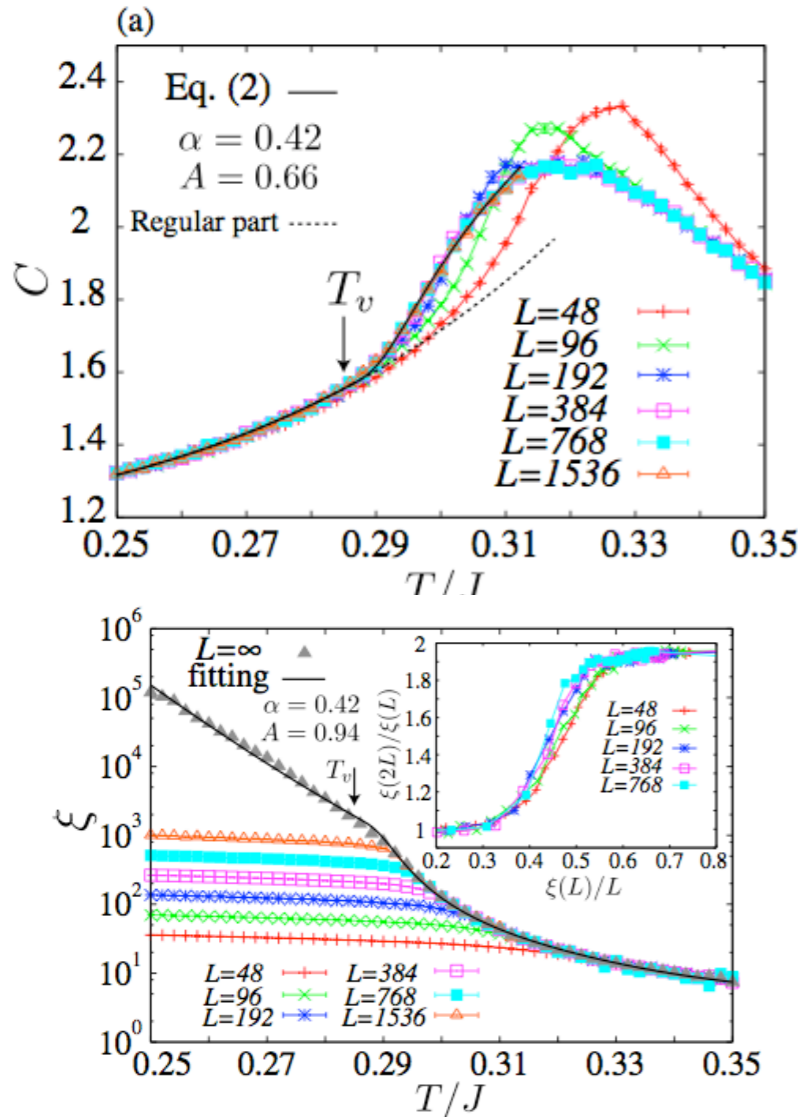 (a)
2.4
2.2
2
1.8
1.6
1.4
1.2
C
Eq. (2)
α = 0.42
A = 0.66
Regular part
T_v
L=48
L=96
L=192
L=384
L=768
L=1536
0.25 0.27 0.29 0.31 0.33 0.35
T/J
10^6
10^5
10^4
10^3
10^2
10^1
10^0
ξ
L=∞
fitting
α = 0.42
A = 0.94
T_v
2
1.8
1.6
1.4
1.2
1
ξ(2L)/ξ(L)
L=48
L=96
L=192
L=384
L=768
0.2 0.3 0.4 0.5 0.6 0.7 0.8
ξ(L)/L
L=48 L=384
L=96 L=768
L=192 L=1536
0.25 0.27 0.29 0.31 0.33 0.35
T/J